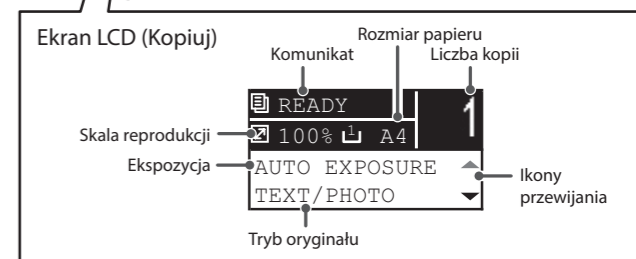 Ekran LCD (Kopiuj)
Rozmiar papieru
Komunikat
Liczba kopii
READY
1
Skala reprodukcji
100% 1 A4
Ekspozycja
AUTO EXPOSURE
Ikony
przewijania
TEXT/PHOTO
Tryb oryginału